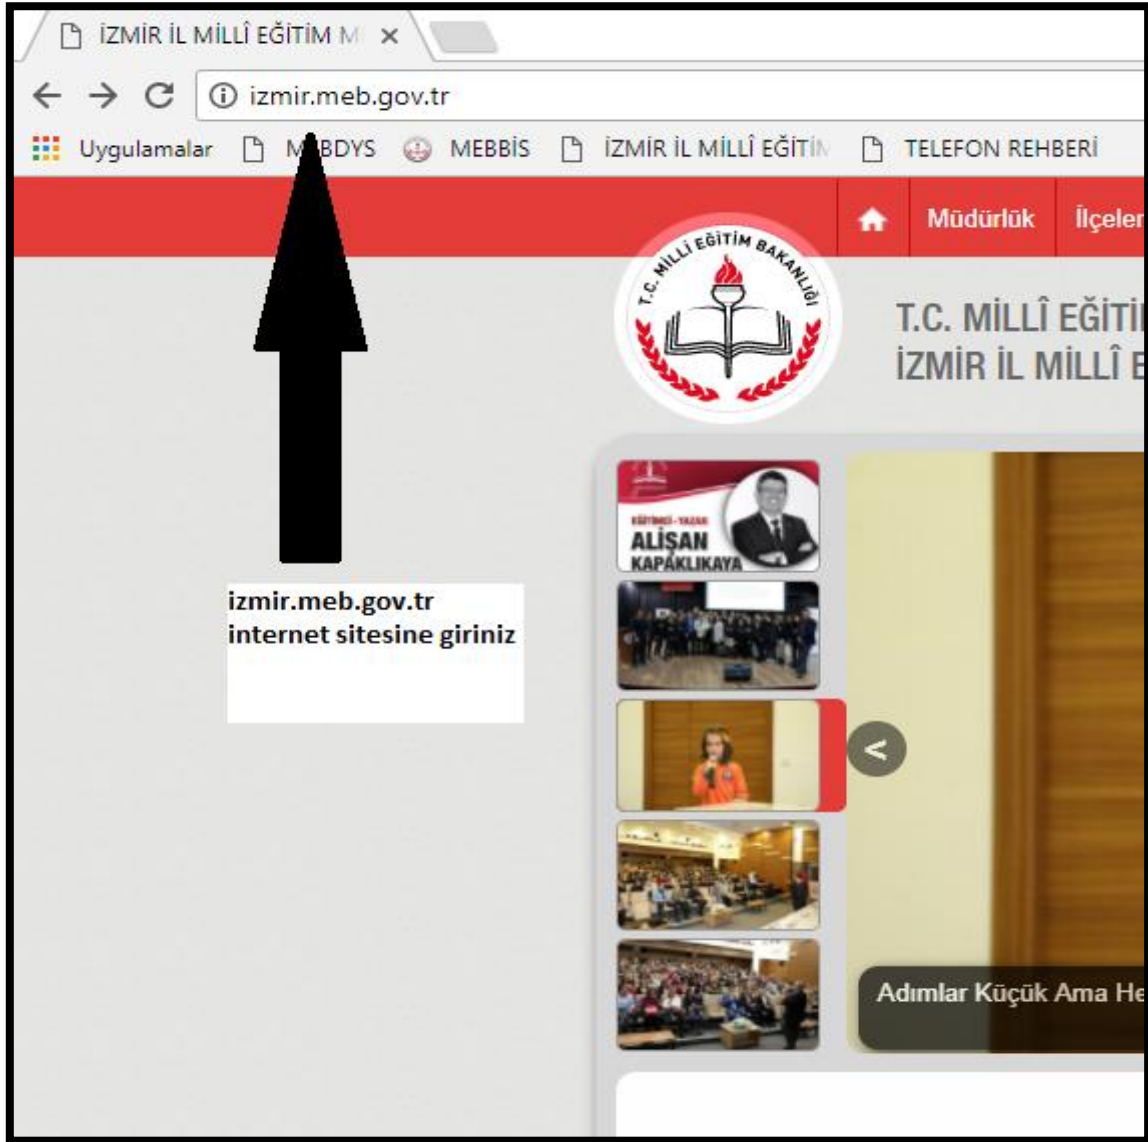 İZMİR İL MİLLÎ EĞİTİM M
izmir.meb.gov.tr
Uygulamalar MEBDYS MEBBİS İZMİR İL MİLLÎ EĞİTİM TELEFON REHBERİ
Müdürlük İlçeler
T.C. MİLLİ EĞİTİM BAKANLIĞI
T.C. MİLLÎ EĞİTİ
İZMİR İL MİLLÎ E
EĞİTİMCİ - YAZAR
ALİŞAN
KAPAKLIKAYA
izmir.meb.gov.tr
internet sitesine giriniz
<
Adımlar Küçük Ama He